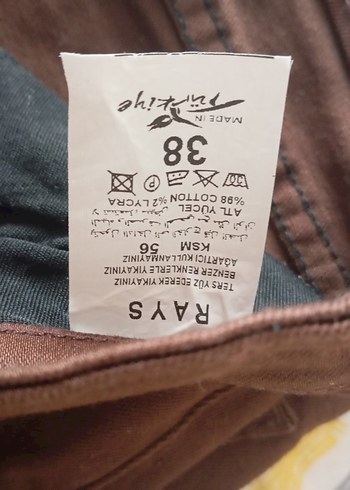 RAYS
TERS YÜZ EDEREK YIKAYINIZ
BENZER RENKLERLE YIKAYINIZ
AĞARTICI KULLANMAYINIZ
KSM 56
ATL YÜCEL
%98 COTTON %2 LYCRA
38
MADE IN
Türkiye